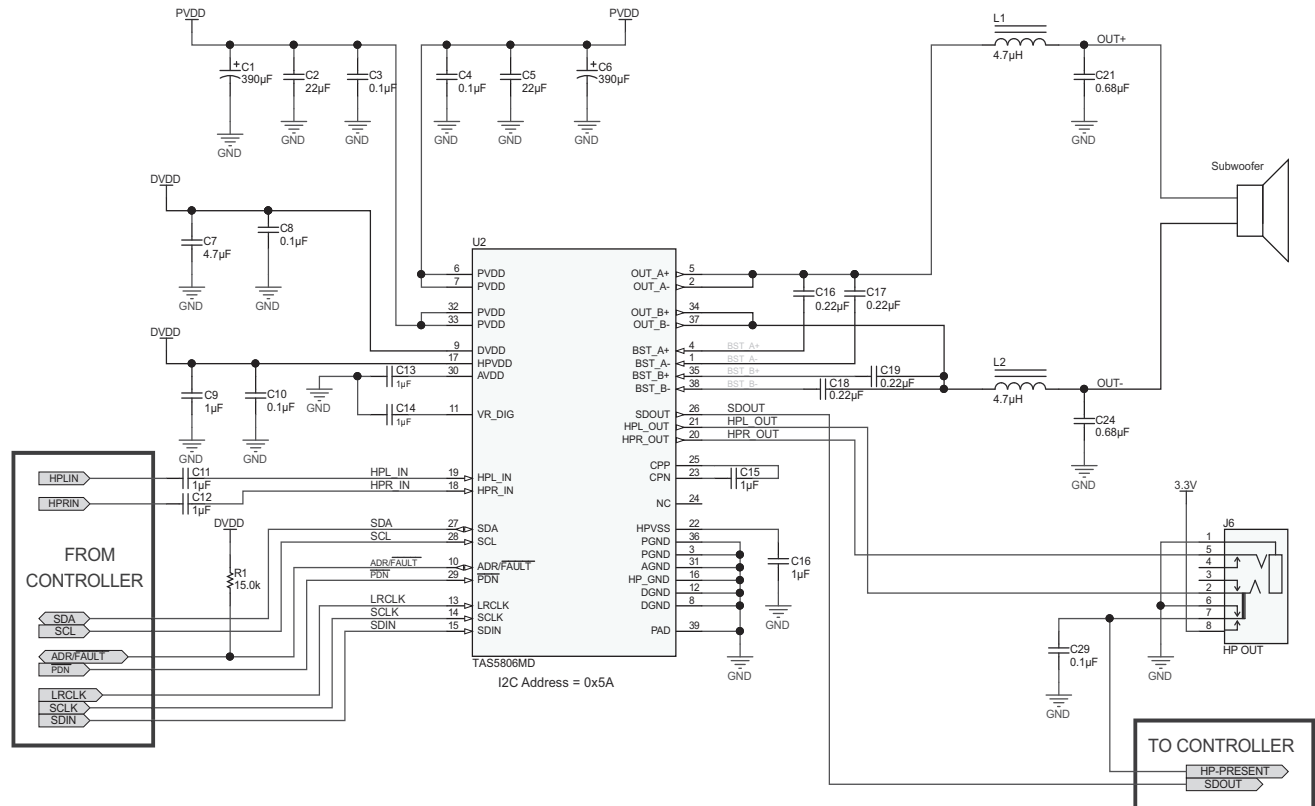 PVDD
PVDD
C1
390µF
C2
22µF
C3
0.1µF
C4
0.1µF
C5
22µF
C6
390µF
GND
GND
GND
GND
GND
GND
L1
4.7µH
OUT+
C21
0.68µF
GND
Subwoofer
DVDD
C7
4.7µF
C8
0.1µF
GND
GND
DVDD
C9
1µF
C10
0.1µF
GND
GND
GND
C13
1µF
C14
1µF
U2
6 PVDD
7 PVDD
32 PVDD
33 PVDD
9 DVDD
17 HPVDD
30 AVDD
11 VR_DIG
HPL_IN 19 HPL_IN
HPR_IN 18 HPR_IN
SDA 27 SDA
SCL 28 SCL
ADR/FAULT 10 ADR/FAULT
PDN 29 PDN
LRCLK 13 LRCLK
SCLK 14 SCLK
SDIN 15 SDIN
OUT_A+ 5
OUT_A- 2
OUT_B+ 34
OUT_B- 37
BST_A+ 4 BST_A+
BST_A- 1 BST_A-
BST_B+ 35 BST_B+
BST_B- 38 BST_B-
SDOUT 26 SDOUT
HPL_OUT 21 HPL_OUT
HPR_OUT 20 HPR_OUT
CPP 25
CPN 23
NC 24
HPVSS 22
PGND 36
PGND 3
AGND 31
HP_GND 16
DGND 12
DGND 8
PAD 39
TAS5806MD
I2C Address = 0x5A
C16
0.22µF
C17
0.22µF
C19
0.22µF
C18
0.22µF
C15
1µF
C16
1µF
GND
GND
L2
4.7µH
OUT-
C24
0.68µF
GND
HPLIN
HPRIN
C11
1µF
C12
1µF
DVDD
R1
15.0k
FROM
CONTROLLER
SDA
SCL
ADR/FAULT
PDN
LRCLK
SCLK
SDIN
3.3V
J6
1
5
4
3
2
6
7
8
HP OUT
C29
0.1µF
GND
GND
TO CONTROLLER
HP-PRESENT
SDOUT